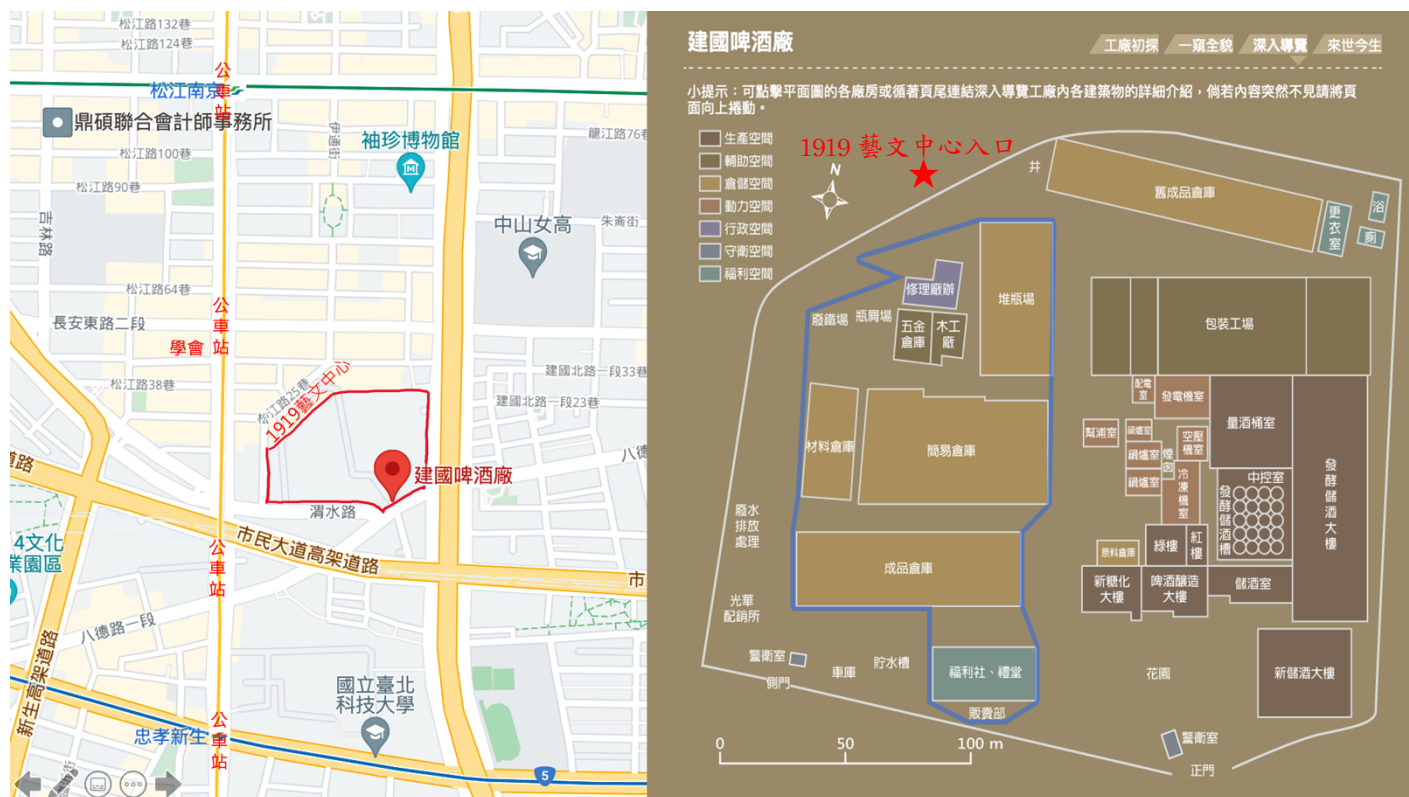 松江路132巷
松江路124巷
公車站
松江南京
鼎碩聯合會計師事務所
伊通街
龍江路76巷
袖珍博物館
松江路100巷
松江路90巷
吉林路
中山女高
朱崙街
松江路64巷
公車站
長安東路二段
學會
松江路38巷
松江路25巷
1919藝文中心
建國北路一段33巷
建國北路一段23巷
八德
建國啤酒廠
渭水路
道路
市民大道高架道路
市
4文化
業園區
公車站
八德路一段
新生高架道路
國立臺北
科技大學
公車站
忠孝新生
5
建國啤酒廠
工廠初探
一窺全貌
深入導覽
來世今生
小提示：可點擊平面圖的各廠房或循著頁尾連結深入導覽工廠內各建築物的詳細介紹，倘若內容突然不見請將頁
面向上捲動。
生產空間
輔助空間
倉儲空間
動力空間
行政空間
守衛空間
福利空間
1919 藝文中心入口
N
井
舊成品倉庫
更衣室
浴
廁
堆瓶場
修理廠辦
廢鐵場
瓶屑場
五金
倉庫
木工
廠
包裝工場
配電
室
發電機室
量酒桶室
幫浦室
鍋爐室
空壓
機室
鍋爐室
煙囪
鍋爐室
冷凍機室
中控室
發酵儲酒槽
發酵儲酒大樓
材料倉庫
簡易倉庫
廢水
排放
處理
成品倉庫
原料倉庫
綠樓
紅樓
新糖化
大樓
啤酒釀造
大樓
儲酒室
光華
配銷所
警衛室
側門
車庫
貯水槽
福利社、禮堂
販賣部
花園
新儲酒大樓
警衛室
正門
0
50
100 m